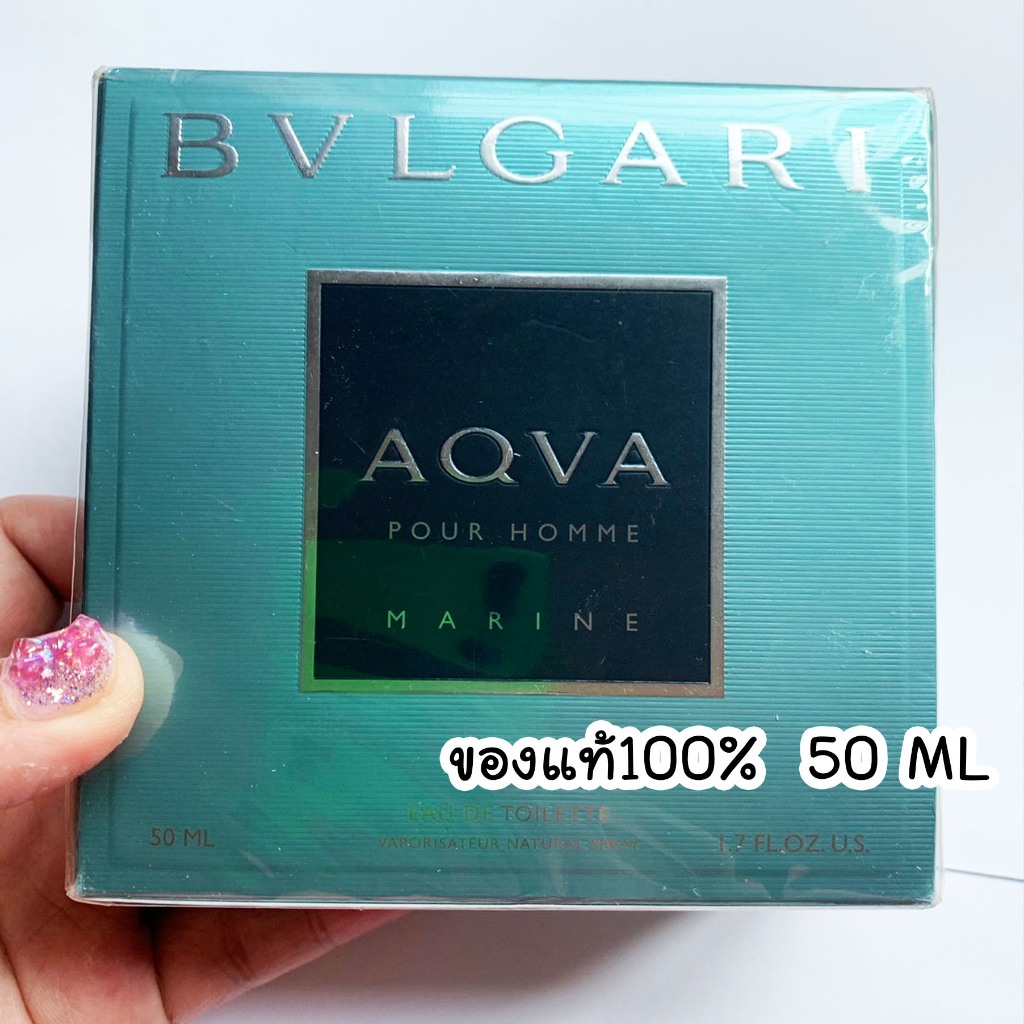 BVLGARI
AQVA
POUR HOMME
MARINE
ของแท้100% 50 ML
EAU DE TOILETTE
50 ML VAPORISATEUR-NATURAL SPRAY 1.7 FL.OZ. U.S.